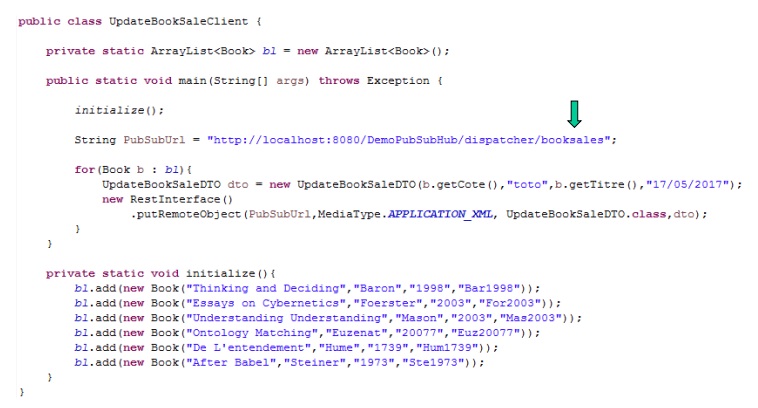 public class UpdateBookSaleClient {
private static ArrayList<Book> bl = new ArrayList<Book>();
public static void main(String[] args) throws Exception {
initialize();
String PubSubUrl = "http://localhost:8080/DemoPubSubHub/dispatcher/booksales";
for(Book b : bl){
UpdateBookSaleDTO dto = new UpdateBookSaleDTO(b.getCote(),"toto",b.getTitre(),"17/05/2017");
new RestInterface()
.putRemoteObject(PubSubUrl,MediaType.APPLICATION_XML, UpdateBookSaleDTO.class,dto);
}
}
private static void initialize(){
bl.add(new Book("Thinking and Deciding","Baron","1998","Bar1998"));
bl.add(new Book("Essays on Cybernetics","Foerster","2003","For2003"));
bl.add(new Book("Understanding Understanding","Mason","2003","Mas2003"));
bl.add(new Book("Ontology Matching","Euzenat","20077","Euz20077"));
bl.add(new Book("De L'entendement","Hume","1739","Hum1739"));
bl.add(new Book("After Babel","Steiner","1973","Ste1973"));
}
}